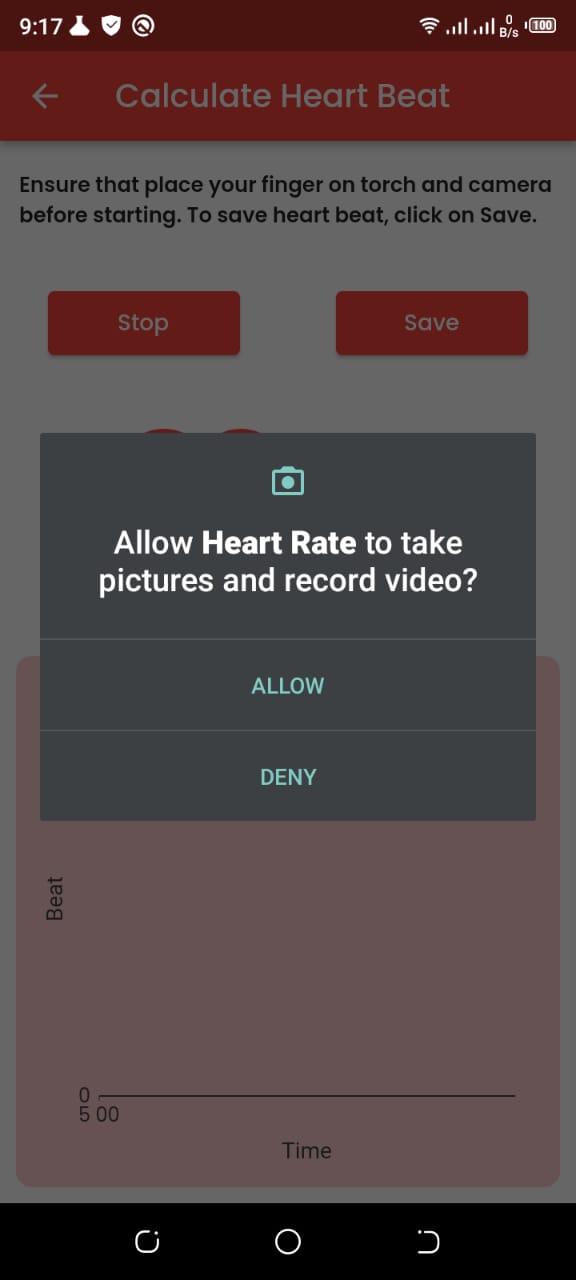 9:17
0
B/s
100
Calculate Heart Beat
Ensure that place your finger on torch and camera
before starting. To save heart beat, click on Save.
Stop
Save
Allow Heart Rate to take
pictures and record video?
ALLOW
DENY
Beat
0
5 00
Time